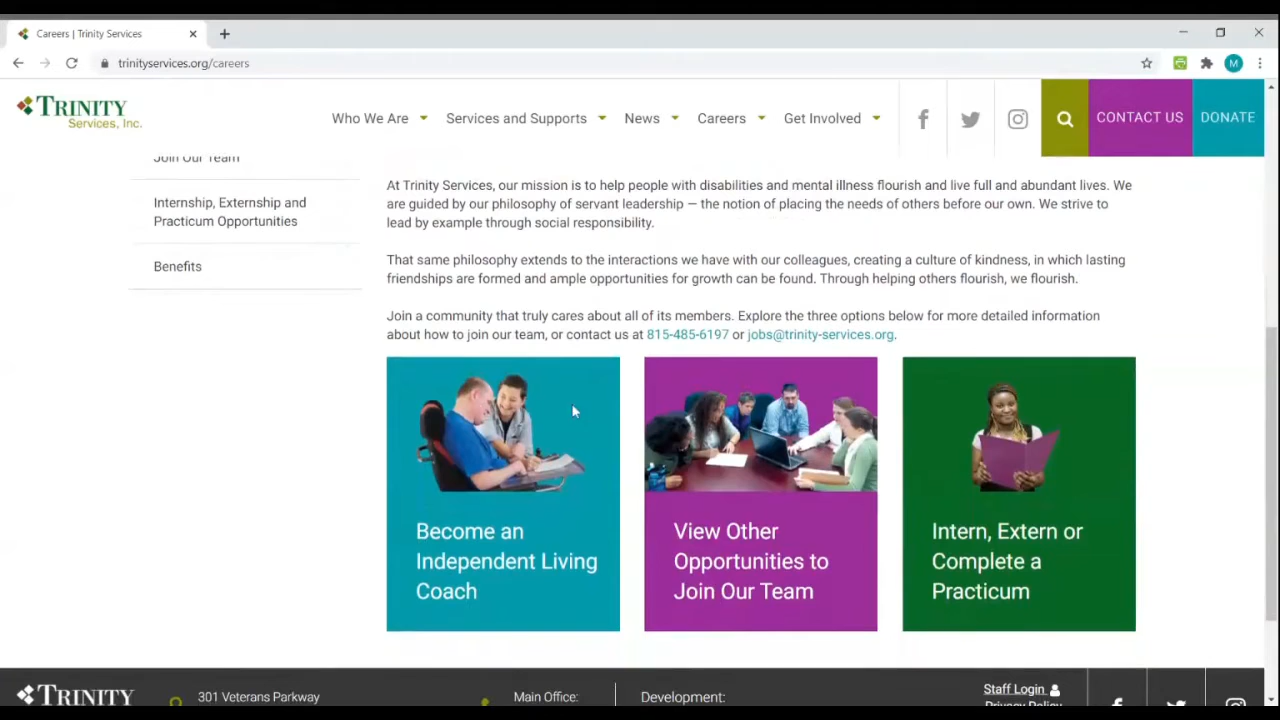 Careers | Trinity Services
trinityservices.org/careers
M
TRINITY
Services, Inc.
Who We Are
Services and Supports
News
Careers
Get Involved
CONTACT US
DONATE
Join Our Team
Internship, Externship and
Practicum Opportunities
Benefits
At Trinity Services, our mission is to help people with disabilities and mental illness flourish and live full and abundant lives. We
are guided by our philosophy of servant leadership — the notion of placing the needs of others before our own. We strive to
lead by example through social responsibility.
That same philosophy extends to the interactions we have with our colleagues, creating a culture of kindness, in which lasting
friendships are formed and ample opportunities for growth can be found. Through helping others flourish, we flourish.
Join a community that truly cares about all of its members. Explore the three options below for more detailed information
about how to join our team, or contact us at 815-485-6197 or jobs@trinity-services.org.
Become an
Independent Living
Coach
View Other
Opportunities to
Join Our Team
Intern, Extern or
Complete a
Practicum
TRINITY
301 Veterans Parkway
Main Office:
Development:
Staff Login
Privacy Policy